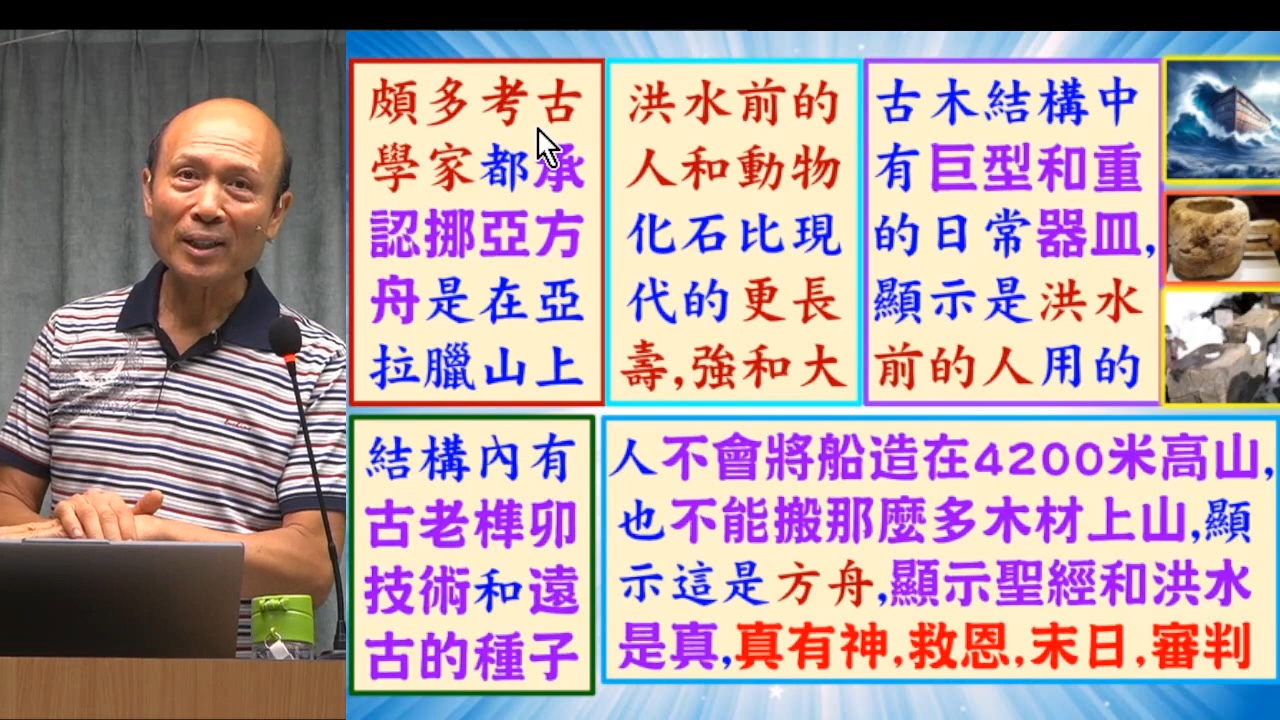 頗多考古
學家都承
認挪亞方
舟是在亞
拉臘山上
洪水前的
人和動物
化石比現
代的更長
壽,強和大
古木結構中
有巨型和重
的日常器皿,
顯示是洪水
前的人用的
結構內有
古老榫卯
技術和遠
古的種子
人不會將船造在4200米高山,
也不能搬那麼多木材上山,顯
示這是方舟,顯示聖經和洪水
是真,真有神,救恩,末日,審判